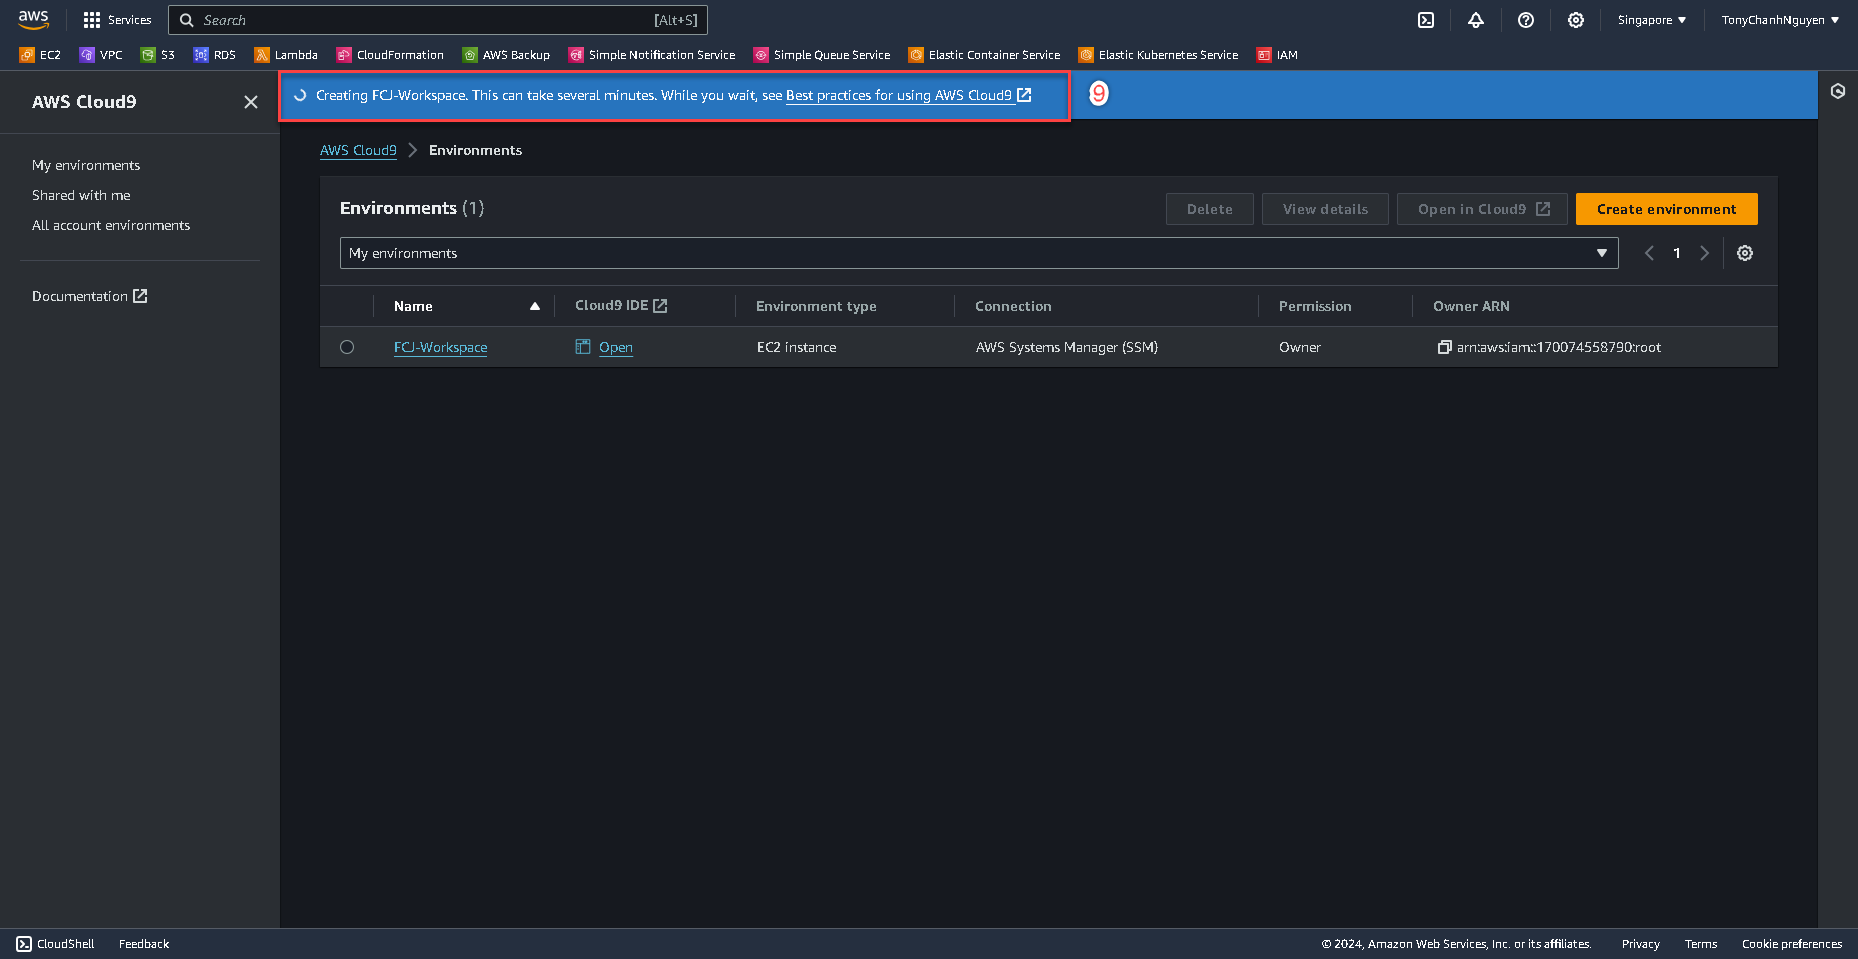 aws Services Search [Alt+S] Singapore TonyChanhNguyen
EC2 VPC S3 RDS Lambda CloudFormation AWS Backup Simple Notification Service Simple Queue Service Elastic Container Service Elastic Kubernetes Service IAM
AWS Cloud9
Creating FCJ-Workspace. This can take several minutes. While you wait, see Best practices for using AWS Cloud9
9
My environments
Shared with me
All account environments
Documentation
AWS Cloud9 Environments
Environments (1) Delete View details Open in Cloud9 Create environment
My environments 1
Name Cloud9 IDE Environment type Connection Permission Owner ARN
FCJ-Workspace Open EC2 instance AWS Systems Manager (SSM) Owner arn:aws:iam::170074558790:root
CloudShell Feedback © 2024, Amazon Web Services, Inc. or its affiliates. Privacy Terms Cookie preferences